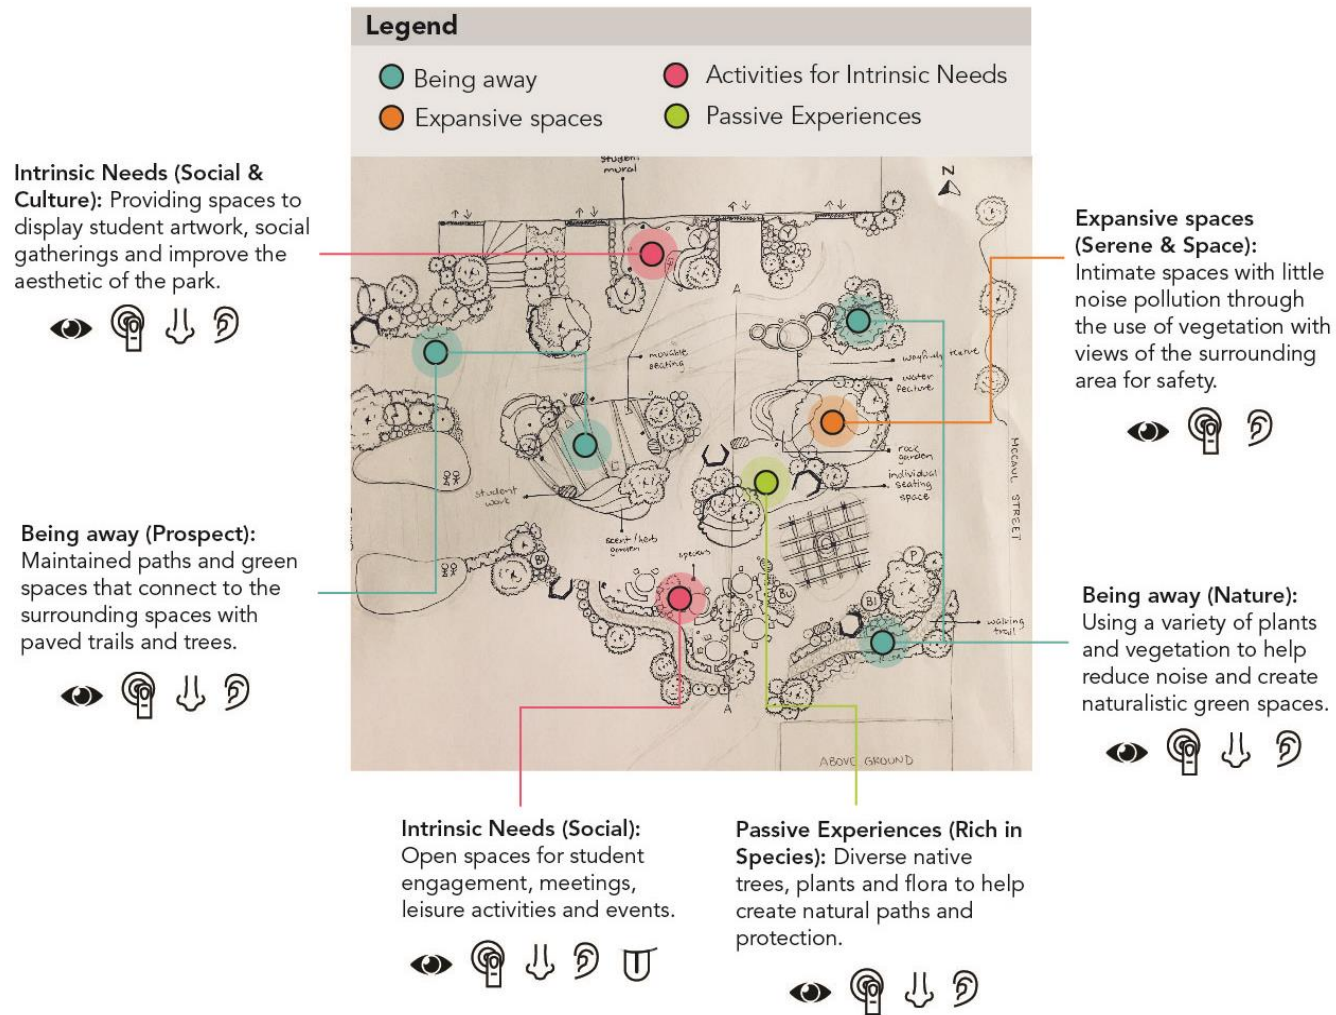 Legend
Being away
Activities for Intrinsic Needs
Expansive spaces
Passive Experiences
Intrinsic Needs (Social &
Culture): Providing spaces to
display student artwork, social
gatherings and improve the
aesthetic of the park.
Being away (Prospect):
Maintained paths and green
spaces that connect to the
surrounding spaces with
paved trails and trees.
student
mural
N
A
movable
seating
water
feature
rock
garden
individual
seating
space
student
work
scent/herb
garden
MCCAUL STREET
P
Bi
Bu
Bi
walking
trail
A
ABOVE GROUND
Expansive spaces
(Serene & Space):
Intimate spaces with little
noise pollution through
the use of vegetation with
views of the surrounding
area for safety.
Being away (Nature):
Using a variety of plants
and vegetation to help
reduce noise and create
naturalistic green spaces.
Intrinsic Needs (Social):
Open spaces for student
engagement, meetings,
leisure activities and events.
Passive Experiences (Rich in
Species): Diverse native
trees, plants and flora to help
create natural paths and
protection.